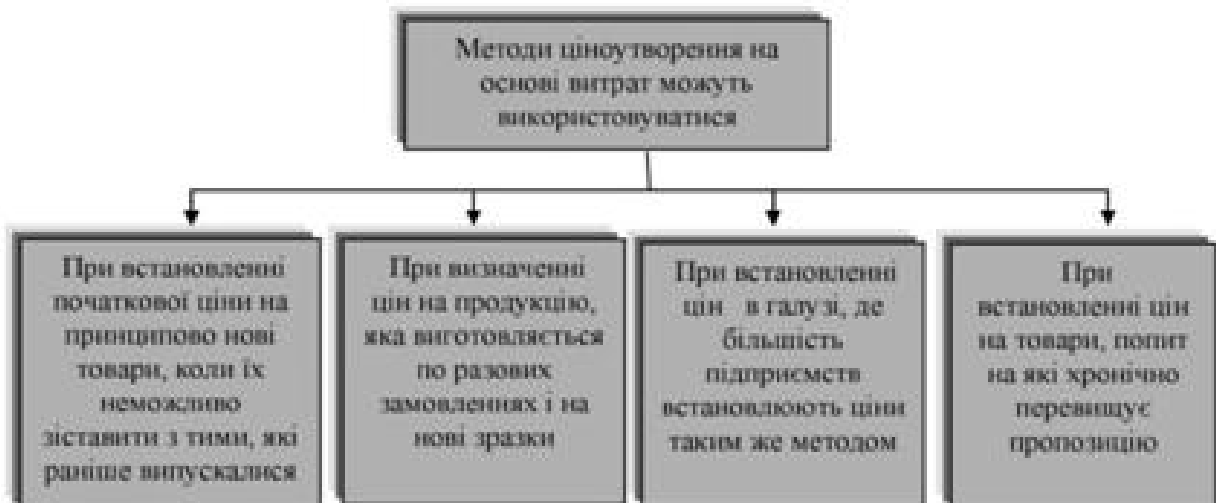 Методи ціноутворення на
основі витрат можуть
використовуватися
При встановленні
початкової ціни на
принципово нові
товари, коли їх
неможливо
зіставити з тими, які
раніше випускалися
При визначенні
цін на продукцію,
яка виготовляється
по разових
замовленнях і на
нові зразки
При встановленні
цін в галузі, де
більшість
підприємств
встановлюють ціни
таким же методом
При
встановленні цін
на товари, попит
на які хронічно
перевищує
пропозицію